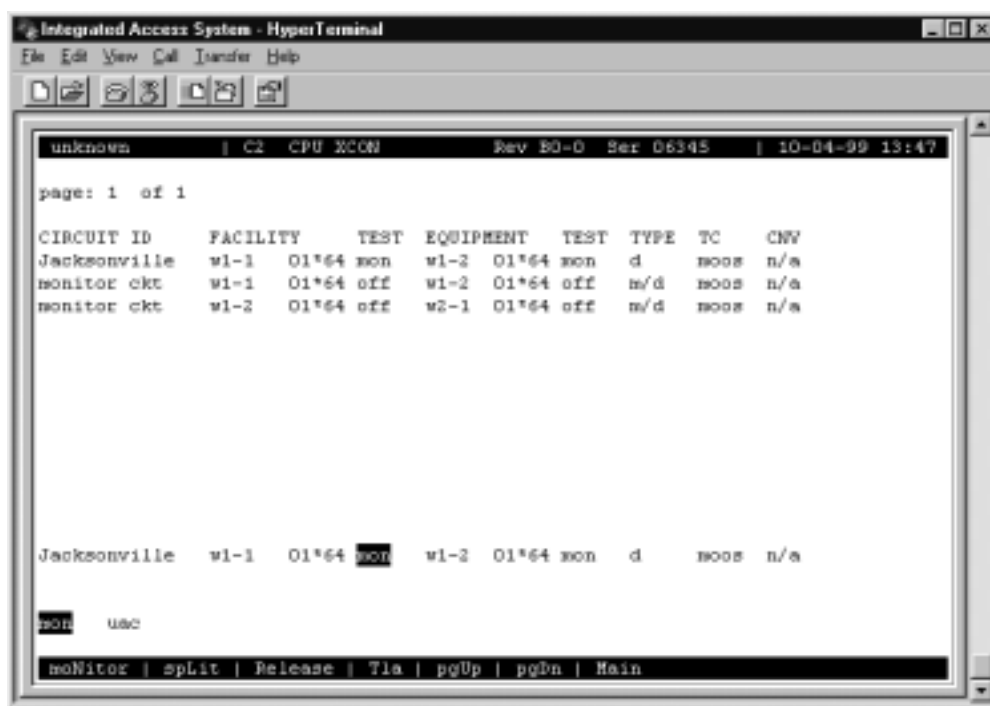 Integrated Access System - HyperTerminal
File Edit View Call Transfer Help
unknown | C2 CPU XCON Rev B0-0 Ser 06345 | 10-04-99 13:47
page: 1 of 1
CIRCUIT ID FACILITY TEST EQUIPMENT TEST TYPE TC CNV
Jacksonville w1-1 01*64 mon w1-2 01*64 mon d moos n/a
monitor ckt w1-1 01*64 off w1-2 01*64 off m/d moos n/a
monitor ckt w1-2 01*64 off w2-1 01*64 off m/d moos n/a
Jacksonville w1-1 01*64 mon w1-2 01*64 mon d moos n/a
mon uac
moNitor | spLit | Release | Tla | pgUp | pgDn | Main